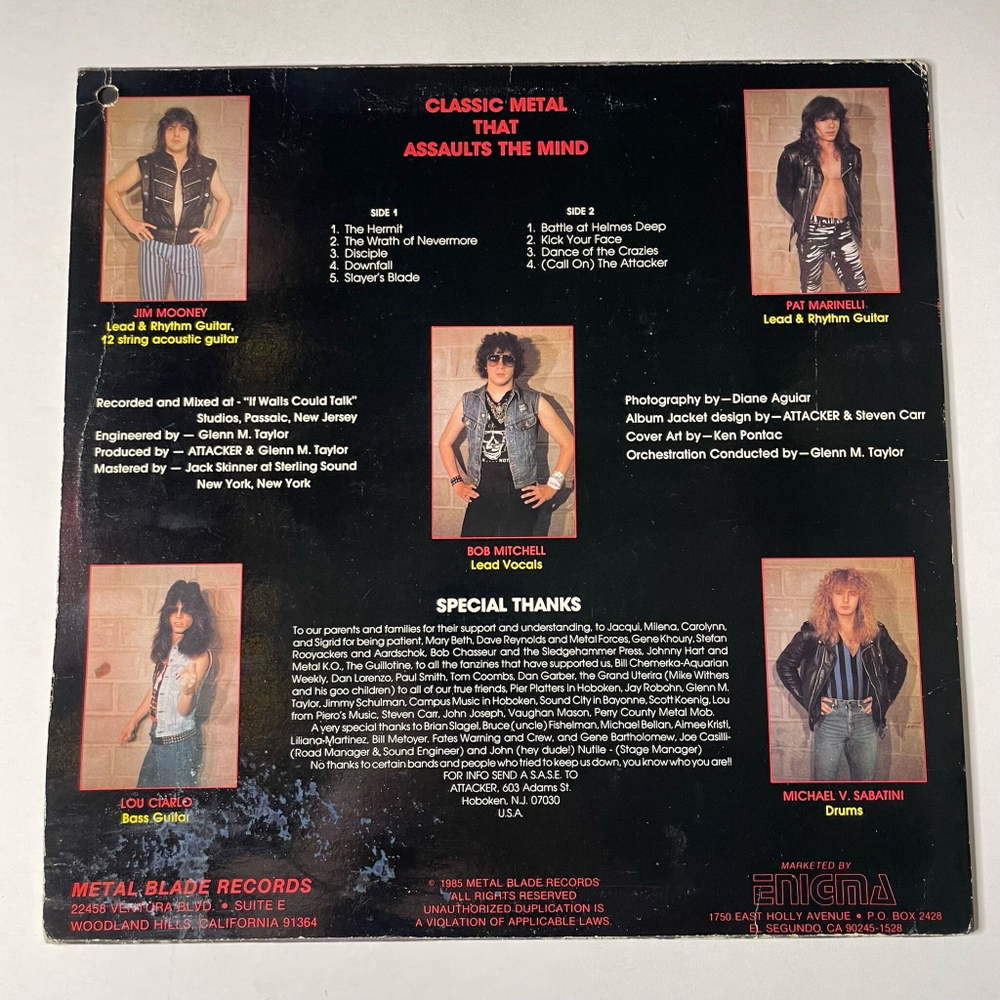 CLASSIC METAL
THAT
ASSAULTS THE MIND
SIDE 1
1. The Hermit
2. The Wrath of Nevermore
3. Disciple
4. Downfall
5. Slayer's Blade
SIDE 2
1. Battle at Helmes Deep
2. Kick Your Face
3. Dance of the Crazies
4. (Call On) The Attacker
JIM MOONEY
Lead & Rhythm Guitar,
12 string acoustic guitar
PAT MARINELLI
Lead & Rhythm Guitar
Recorded and Mixed at - "If Walls Could Talk"
Studios, Passaic, New Jersey
Engineered by — Glenn M. Taylor
Produced by — ATTACKER & Glenn M. Taylor
Mastered by — Jack Skinner at Sterling Sound
New York, New York
Photography by—Diane Aguiar
Album Jacket design by—ATTACKER & Steven Carr
Cover Art by—Ken Pontac
Orchestration Conducted by—Glenn M. Taylor
BOB MITCHELL
Lead Vocals
SPECIAL THANKS
To our parents and families for their support and understanding, to Jacqui, Milena, Carolynn,
and Sigrid for being patient, Mary Beth, Dave Reynolds and Metal Forces, Gene Khoury, Stefan
Rooyackers and Aardschok, Bob Chasseur and the Sledgehammer Press, Johnny Hart and
Metal K.O., The Guillotine, to all the fanzines that have supported us, Bill Chemerka-Aquarian
Weekly, Dan Lorenzo, Paul Smith, Tom Coombs, Dan Garber, the Grand Uterira (Mike Withers
and his goo children) to all of our true friends, Pier Platters in Hoboken, Jay Robohn, Glenn M.
Taylor, Jimmy Schulman, Campus Music in Hoboken, Sound City in Bayonne, Scott Koenig, Lou
from Piero's Music, Steven Carr, John Joseph, Vaughan Mason, Perry County Metal Mob.
A very special thanks to Brian Slagel, Bruce (uncle) Fishelman, Michael Bellan, Aimee Kristi,
Liliana-Martinez, Bill Metoyer, Fates Warning and Crew, and Gene Bartholomew, Joe Casilli-
(Road Manager & Sound Engineer) and John (hey dude!) Nutile - (Stage Manager)
No thanks to certain bands and people who tried to keep us down, you know who you are!!
FOR INFO SEND A S.A.S.E. TO
ATTACKER, 603 Adams St.
Hoboken, N.J. 07030
U.S.A.
LOU CIARLO
Bass Guitar
MICHAEL V. SABATINI
Drums
METAL BLADE RECORDS
22458 VENTURA BLVD. • SUITE E
WOODLAND HILLS, CALIFORNIA 91364
© 1985 METAL BLADE RECORDS
ALL RIGHTS RESERVED
UNAUTHORIZED DUPLICATION IS
A VIOLATION OF APPLICABLE LAWS.
MARKETED BY
ENIGMA
1750 EAST HOLLY AVENUE • P.O. BOX 2428
EL SEGUNDO, CA 90245-1528